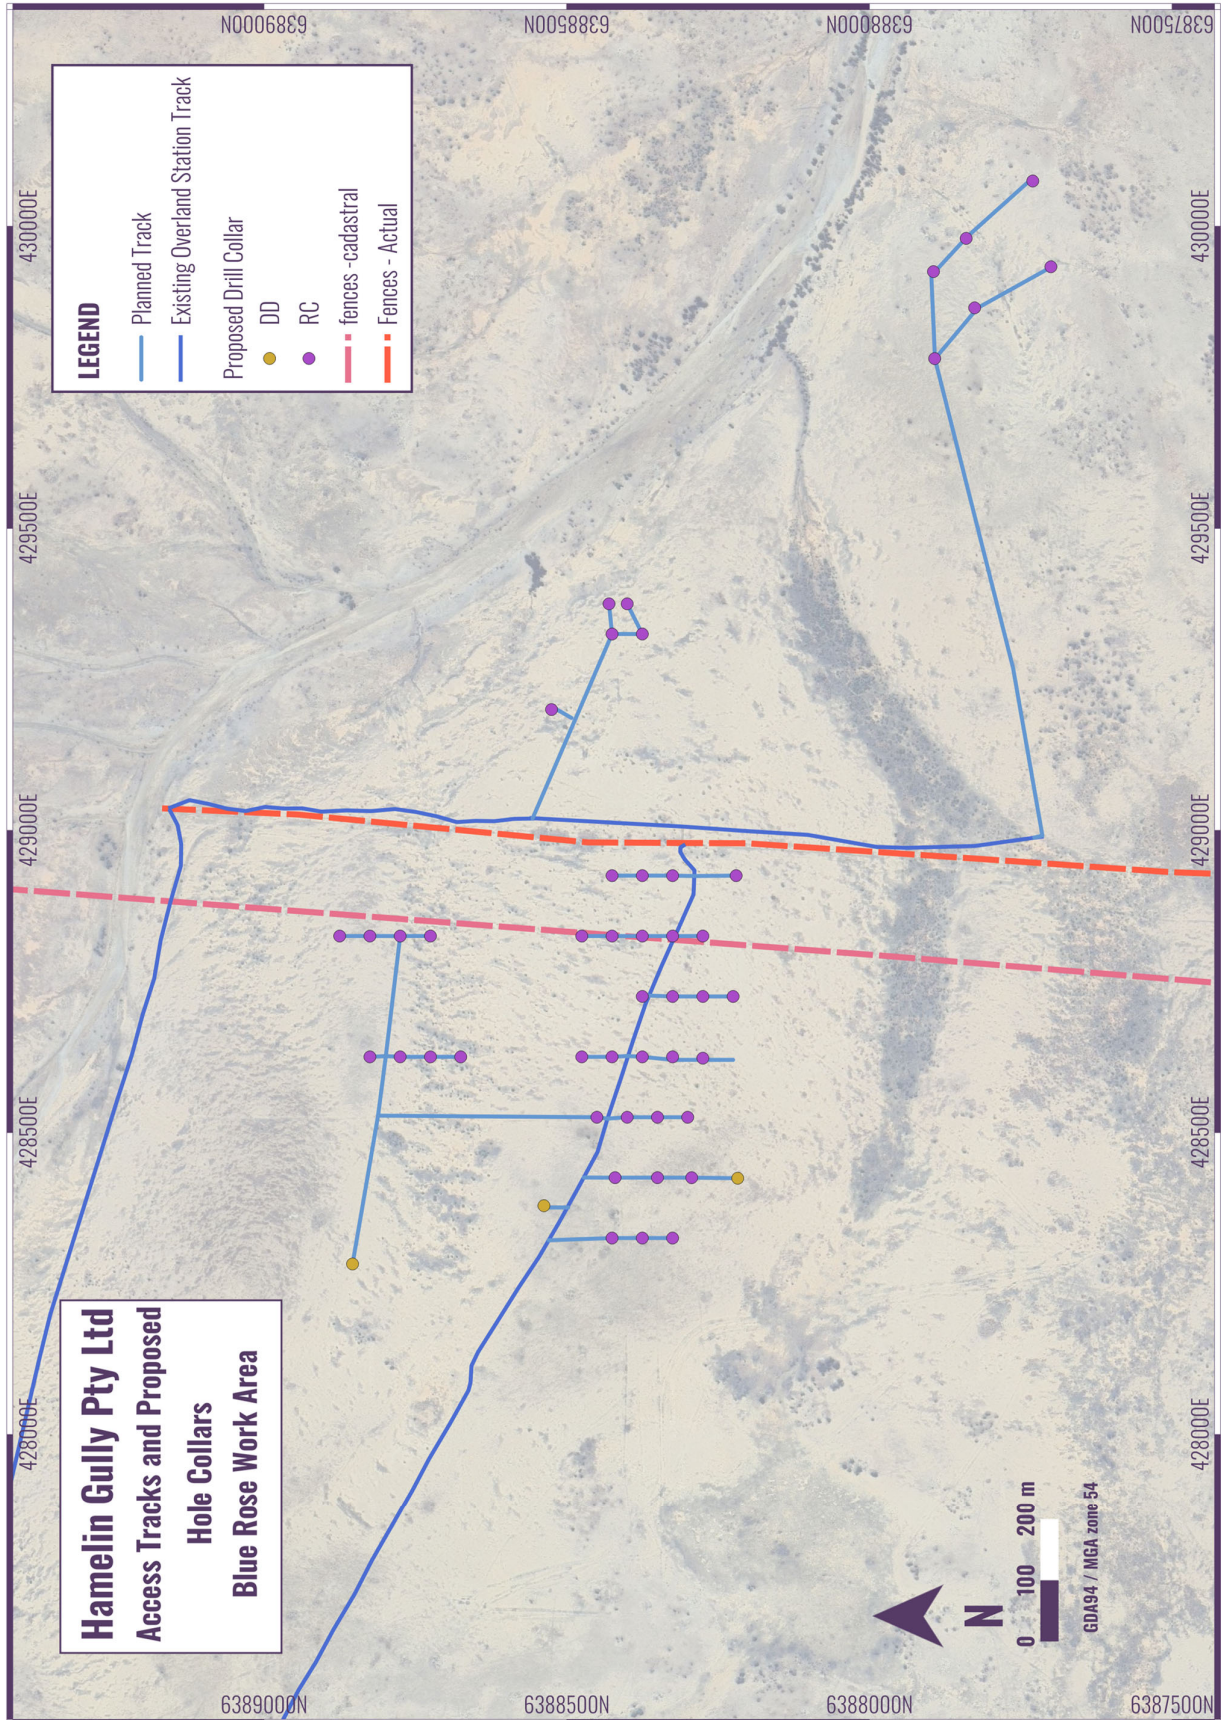 Hamelin Gully Pty Ltd
Access Tracks and Proposed
Hole Collars
Blue Rose Work Area
LEGEND
Planned Track
Existing Overland Station Track
Proposed Drill Collar
DD
RC
fences -cadastral
Fences - Actual
428000E
428500E
429000E
429500E
430000E
6389000N
6388500N
6388000N
6387500N
6389000N
6388500N
6388000N
6387500N
428000E
428500E
429000E
429500E
430000E
N
0 100 200 m
GDA94 / MGA zone 54